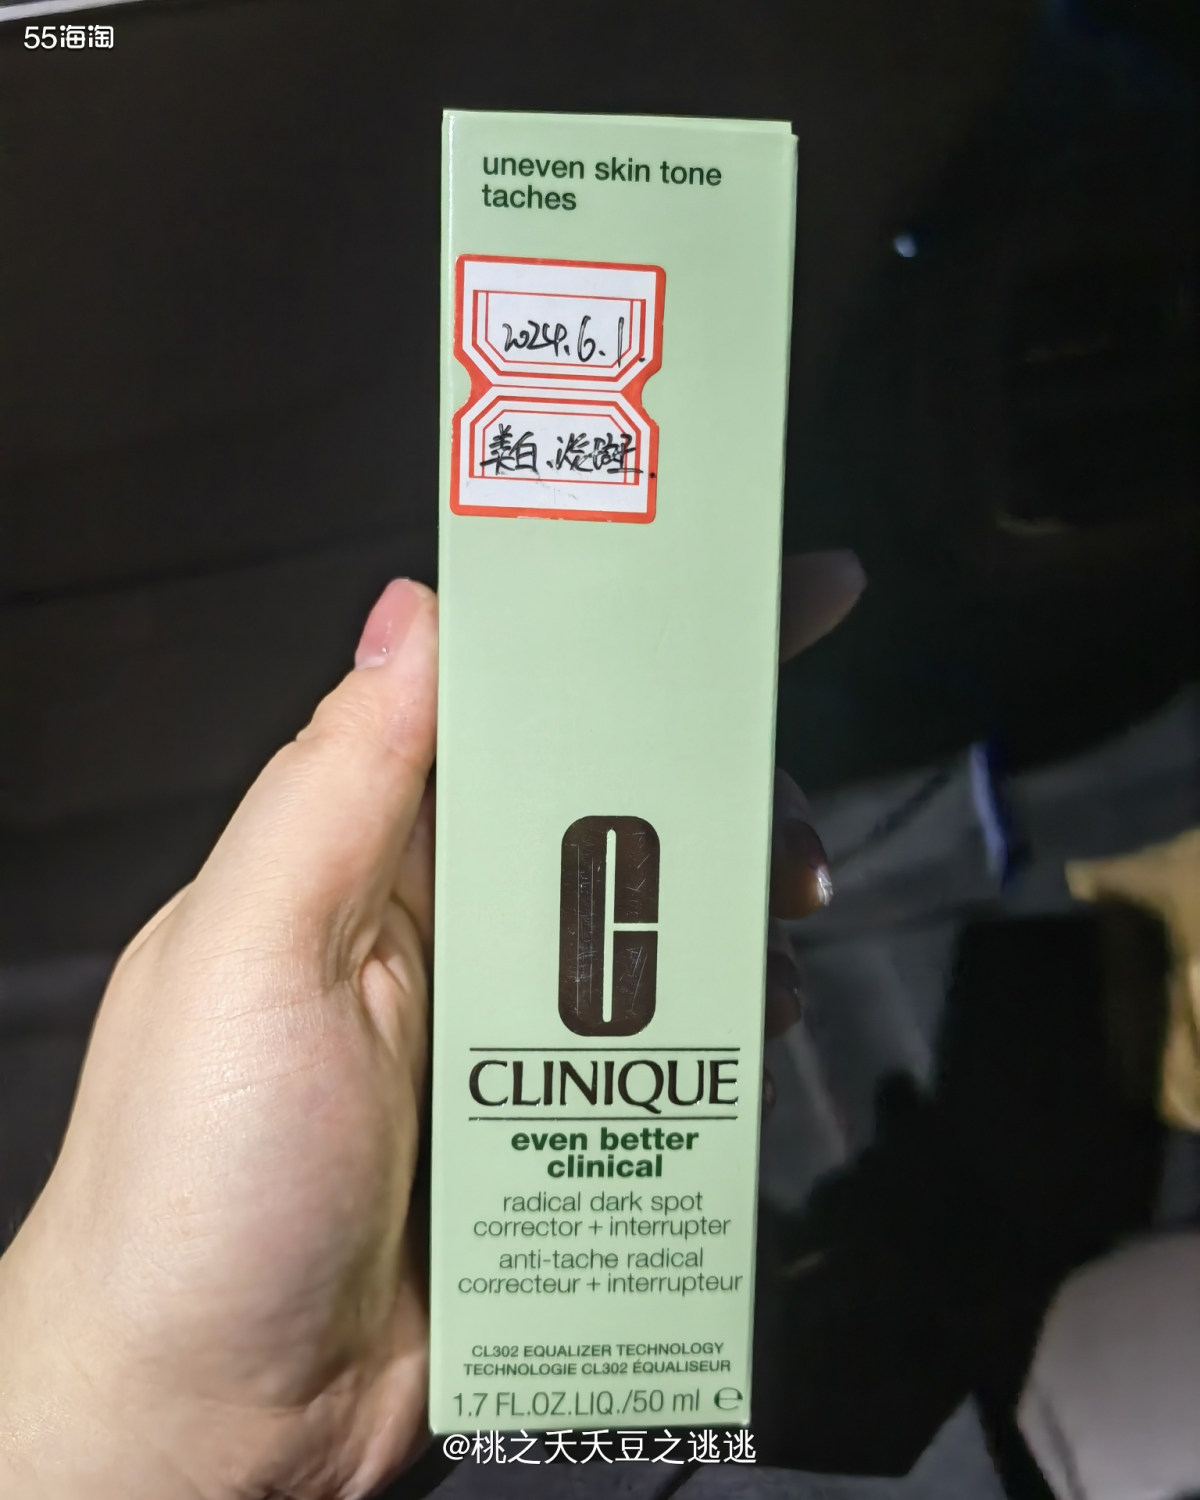 55海淘
uneven skin tone
taches
2024.6.1.
美白、淡斑.
CLINIQUE
even better
clinical
radical dark spot
corrector + interrupter
anti-tache radical
correcteur + interrupteur
CL302 EQUALIZER TECHNOLOGY
TECHNOLOGIE CL302 ÉQUALISEUR
1.7 FL.OZ.LIQ./50 ml ℮
@桃之夭夭豆之逃逃